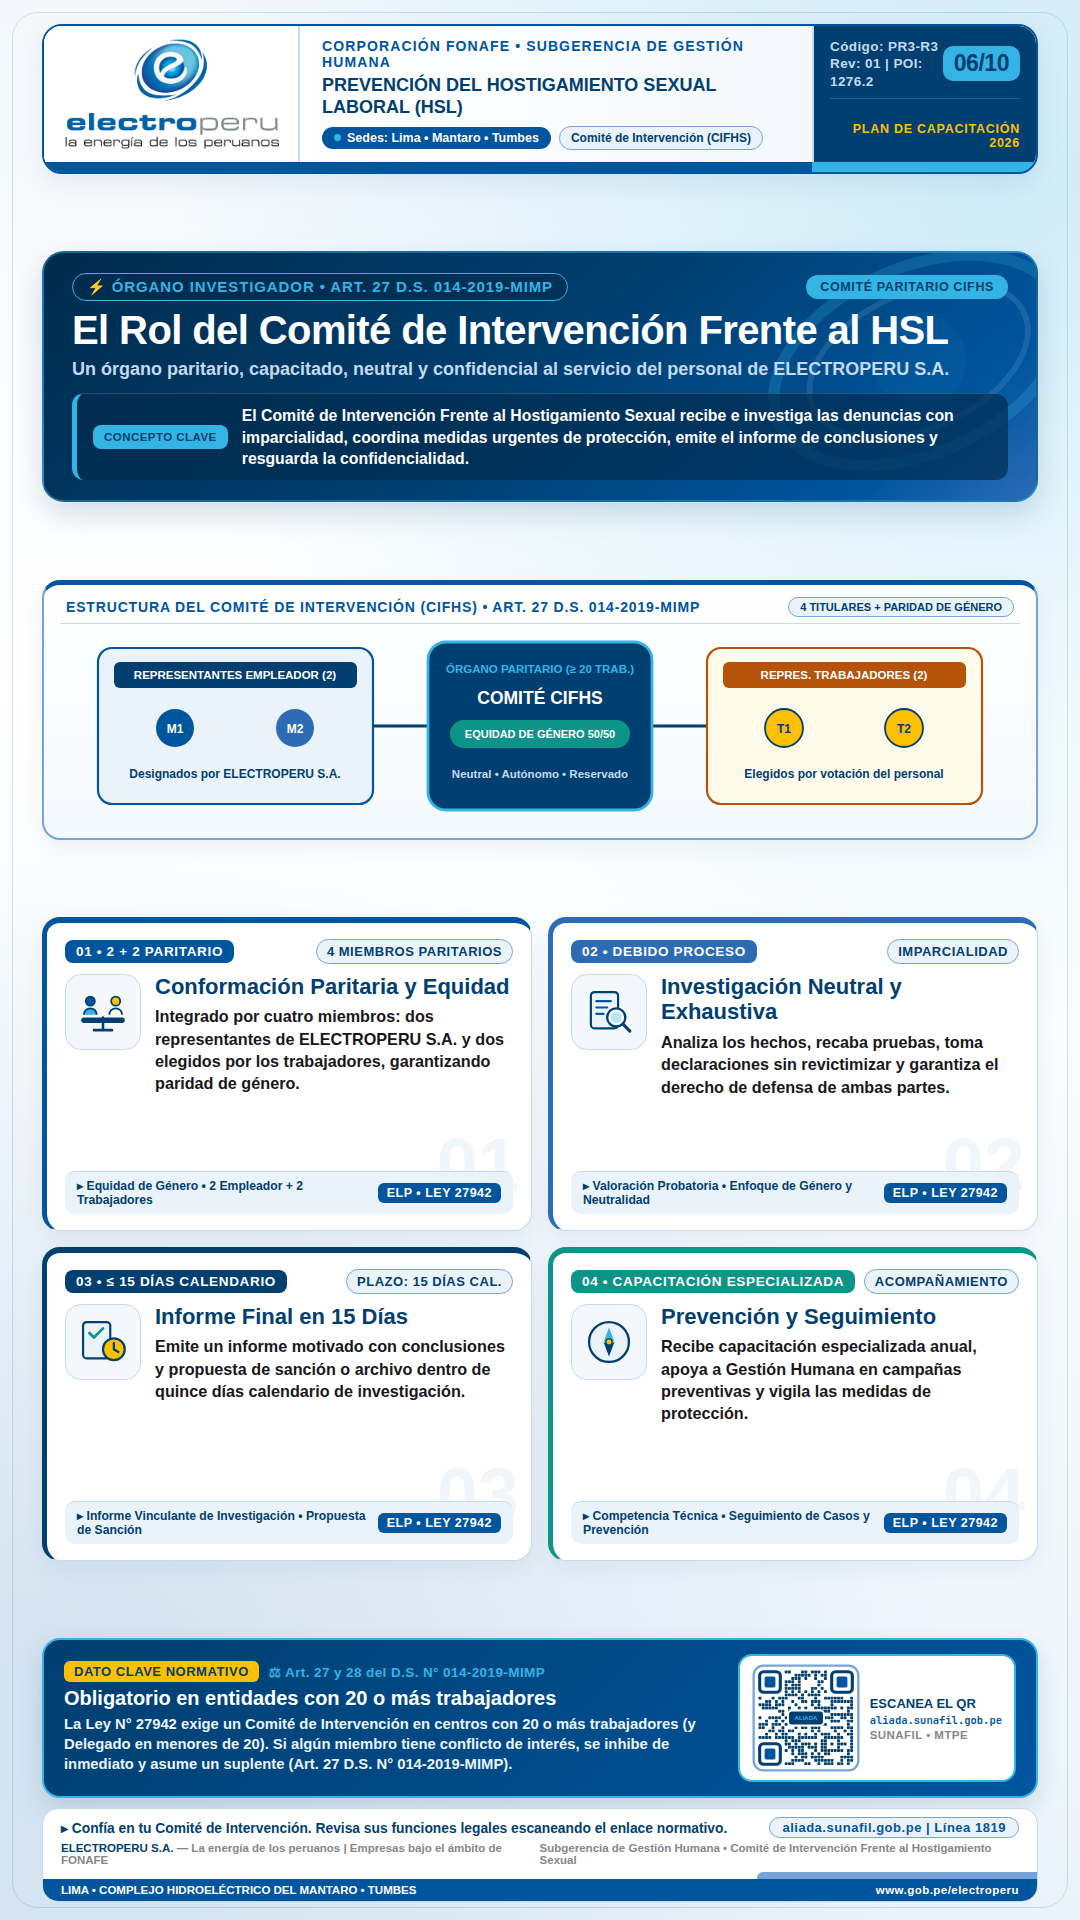 electroperu
la energía de los peruanos
CORPORACIÓN FONAFE • SUBGERENCIA DE GESTIÓN
HUMANA
PREVENCIÓN DEL HOSTIGAMIENTO SEXUAL
LABORAL (HSL)
Sedes: Lima • Mantaro • Tumbes
Comité de Intervención (CIFHS)
Código: PR3-R3
Rev: 01 | POI:
1276.2
06/10
PLAN DE CAPACITACIÓN
2026
⚡ ÓRGANO INVESTIGADOR • ART. 27 D.S. 014-2019-MIMP
COMITÉ PARITARIO CIFHS
El Rol del Comité de Intervención Frente al HSL
Un órgano paritario, capacitado, neutral y confidencial al servicio del personal de ELECTROPERU S.A.
CONCEPTO CLAVE
El Comité de Intervención Frente al Hostigamiento Sexual recibe e investiga las denuncias con
imparcialidad, coordina medidas urgentes de protección, emite el informe de conclusiones y
resguarda la confidencialidad.
ESTRUCTURA DEL COMITÉ DE INTERVENCIÓN (CIFHS) • ART. 27 D.S. 014-2019-MIMP
4 TITULARES + PARIDAD DE GÉNERO
REPRESENTANTES EMPLEADOR (2)
M1
M2
Designados por ELECTROPERU S.A.
ÓRGANO PARITARIO (≥ 20 TRAB.)
COMITÉ CIFHS
EQUIDAD DE GÉNERO 50/50
Neutral • Autónomo • Reservado
REPRES. TRABAJADORES (2)
T1
T2
Elegidos por votación del personal
01 • 2 + 2 PARITARIO
4 MIEMBROS PARITARIOS
Conformación Paritaria y Equidad
Integrado por cuatro miembros: dos
representantes de ELECTROPERU S.A. y dos
elegidos por los trabajadores, garantizando
paridad de género.
01
▸ Equidad de Género • 2 Empleador + 2
Trabajadores
ELP • LEY 27942
02 • DEBIDO PROCESO
IMPARCIALIDAD
Investigación Neutral y
Exhaustiva
Analiza los hechos, recaba pruebas, toma
declaraciones sin revictimizar y garantiza el
derecho de defensa de ambas partes.
02
▸ Valoración Probatoria • Enfoque de Género y
Neutralidad
ELP • LEY 27942
03 • ≤ 15 DÍAS CALENDARIO
PLAZO: 15 DÍAS CAL.
Informe Final en 15 Días
Emite un informe motivado con conclusiones
y propuesta de sanción o archivo dentro de
quince días calendario de investigación.
03
▸ Informe Vinculante de Investigación • Propuesta
de Sanción
ELP • LEY 27942
04 • CAPACITACIÓN ESPECIALIZADA
ACOMPAÑAMIENTO
Prevención y Seguimiento
Recibe capacitación especializada anual,
apoya a Gestión Humana en campañas
preventivas y vigila las medidas de
protección.
04
▸ Competencia Técnica • Seguimiento de Casos y
Prevención
ELP • LEY 27942
DATO CLAVE NORMATIVO
⚖ Art. 27 y 28 del D.S. N° 014-2019-MIMP
Obligatorio en entidades con 20 o más trabajadores
La Ley N° 27942 exige un Comité de Intervención en centros con 20 o más trabajadores (y
Delegado en menores de 20). Si algún miembro tiene conflicto de interés, se inhibe de
inmediato y asume un suplente (Art. 27 D.S. N° 014-2019-MIMP).
ALIADA
ESCANEA EL QR
aliada.sunafil.gob.pe
SUNAFIL • MTPE
▸ Confía en tu Comité de Intervención. Revisa sus funciones legales escaneando el enlace normativo.
aliada.sunafil.gob.pe | Línea 1819
ELECTROPERU S.A. — La energía de los peruanos | Empresas bajo el ámbito de
FONAFE
Subgerencia de Gestión Humana • Comité de Intervención Frente al Hostigamiento
Sexual
LIMA • COMPLEJO HIDROELÉCTRICO DEL MANTARO • TUMBES
www.gob.pe/electroperu